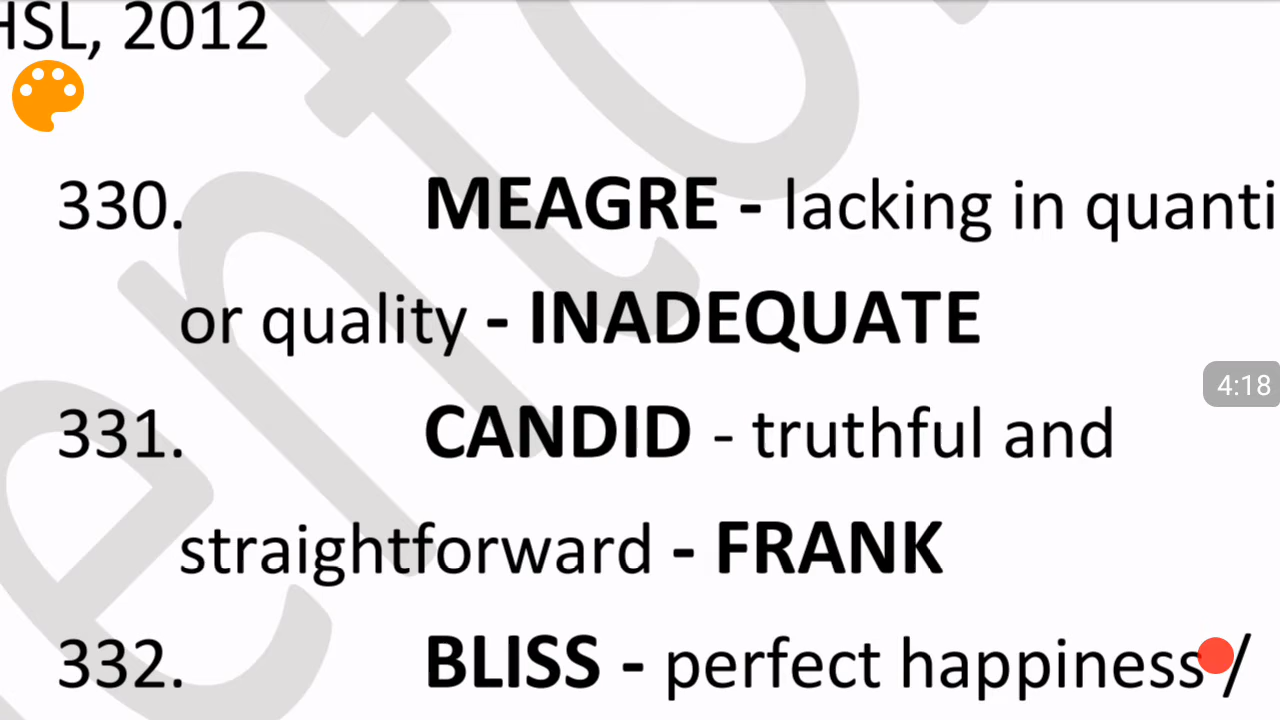 HSL, 2012
330. MEAGRE - lacking in quanti
or quality - INADEQUATE
4:18
331. CANDID - truthful and
straightforward - FRANK
332. BLISS - perfect happiness /